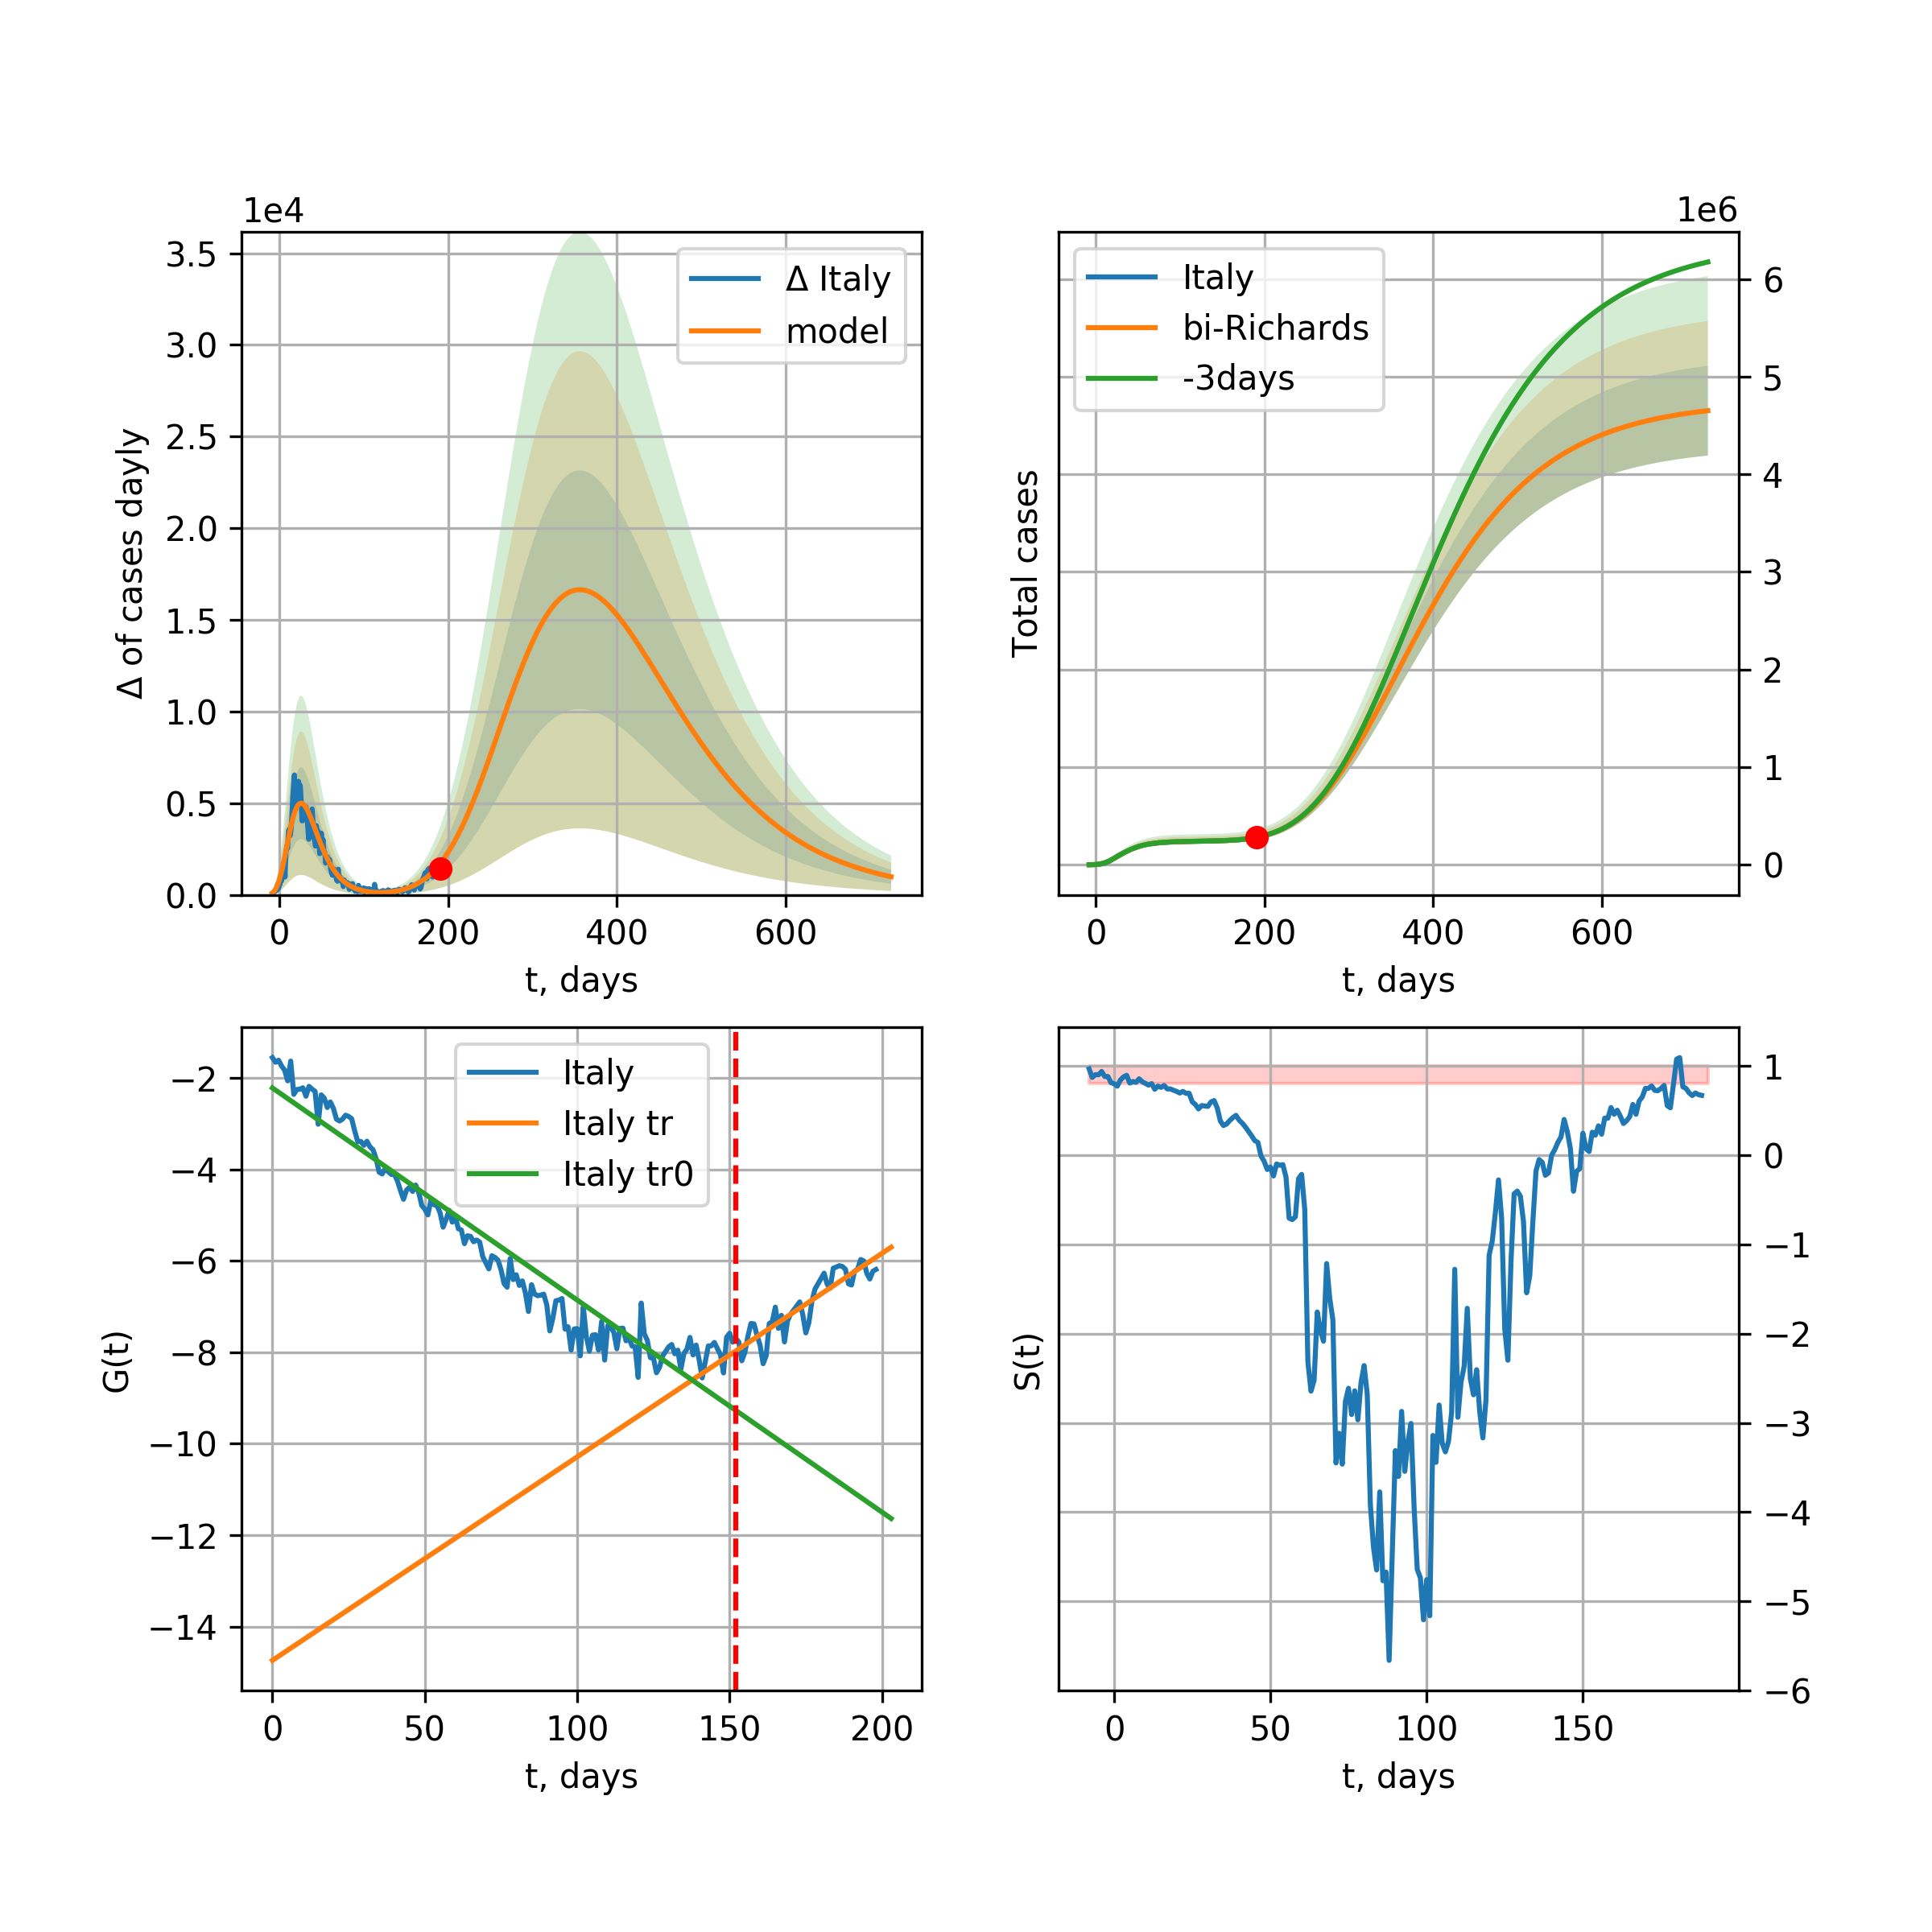 1e4
3.5
3.0
2.5
2.0
1.5
1.0
0.5
0.0
Δ of cases dayly
Δ Italy
model
0 200 400 600
t, days
1e6
Italy
bi-Richards
-3days
Total cases
6
5
4
3
2
1
0
0 200 400 600
t, days
−2
−4
−6
−8
−10
−12
−14
G(t)
Italy
Italy tr
Italy tr0
0 50 100 150 200
t, days
S(t)
1
0
−1
−2
−3
−4
−5
−6
0 50 100 150
t, days